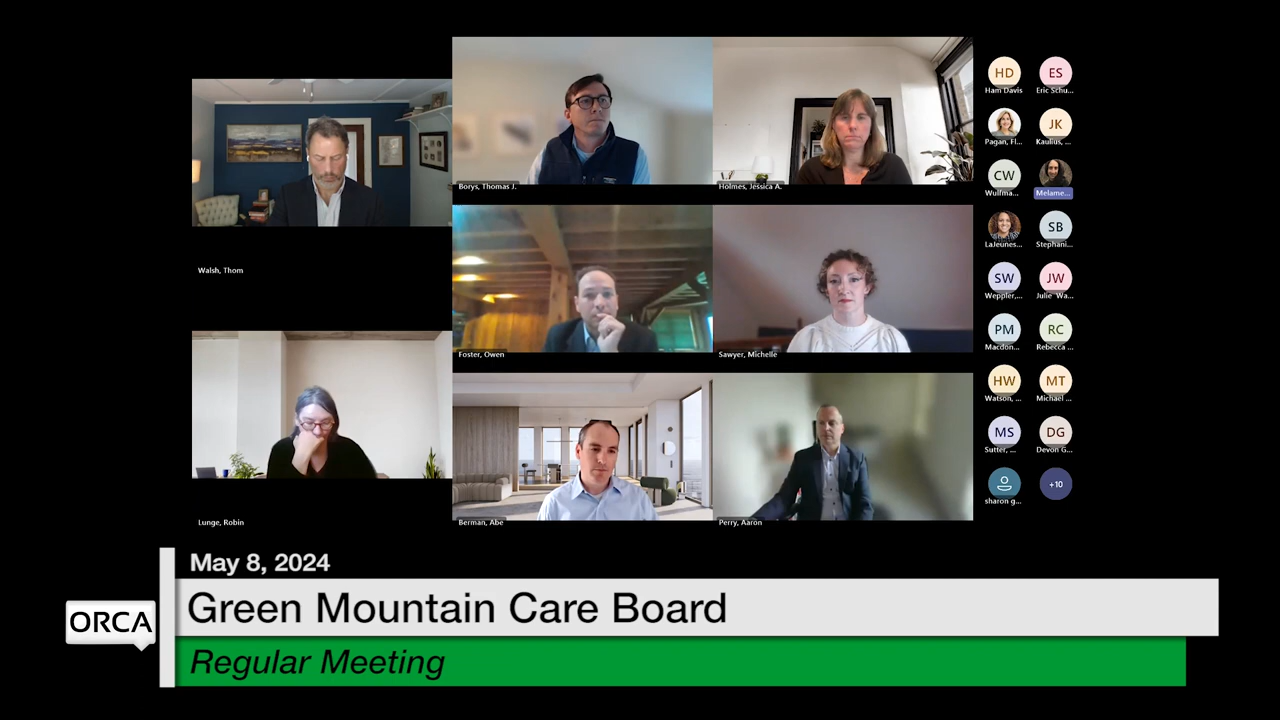 HD
Ham Davis
ES
Eric Schu...
Pagan, Fl...
JK
Kaulius, ...
CW
Wulfma...
Melame...
LaJeunes...
SB
Stephani...
SW
Weppler,...
JW
Julie Wa...
PM
Macdon...
RC
Rebecca ...
HW
Watson, ...
MT
Michael ...
MS
Sutter, ...
DG
Devon G...
sharon g...
+10
Walsh, Thom
Borys, Thomas J.
Holmes, Jessica A.
Foster, Owen
Sawyer, Michelle
Lunge, Robin
Berman, Abe
Perry, Aaron
May 8, 2024
ORCA
Green Mountain Care Board
Regular Meeting